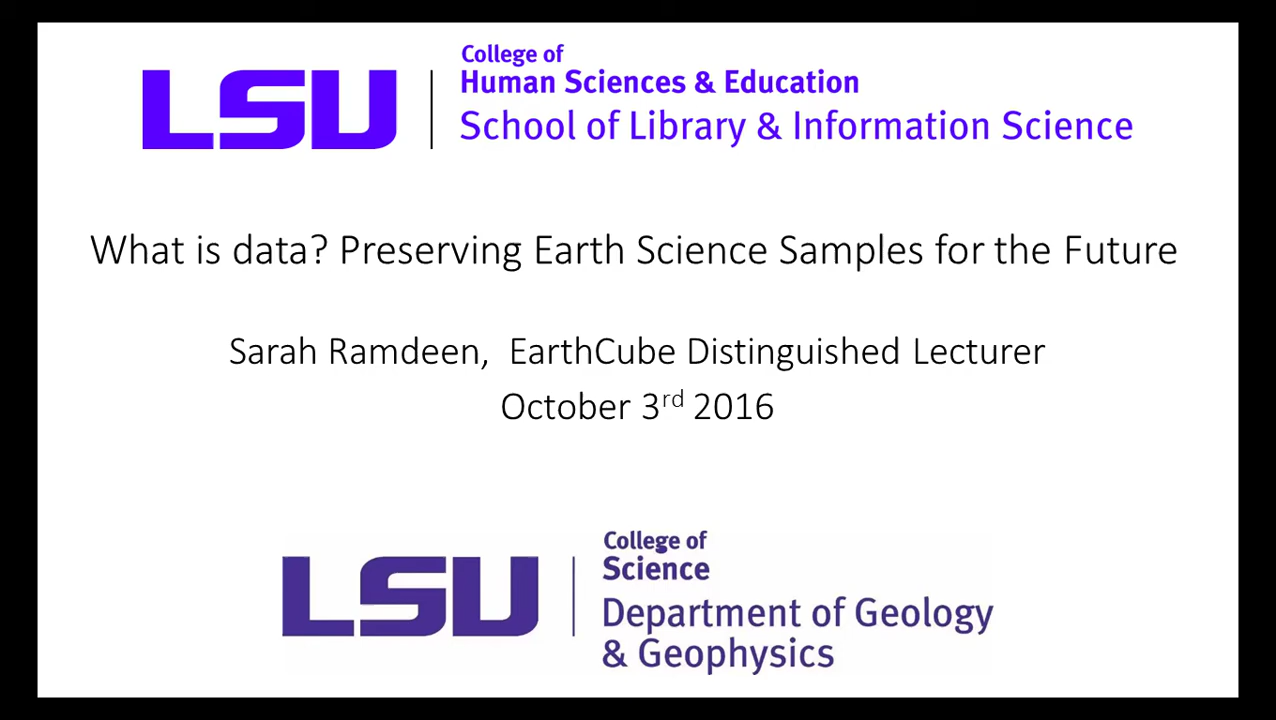 LSU
College of
Human Sciences & Education
School of Library & Information Science
What is data? Preserving Earth Science Samples for the Future
Sarah Ramdeen, EarthCube Distinguished Lecturer
October 3rd 2016
LSU
College of
Science
Department of Geology
& Geophysics